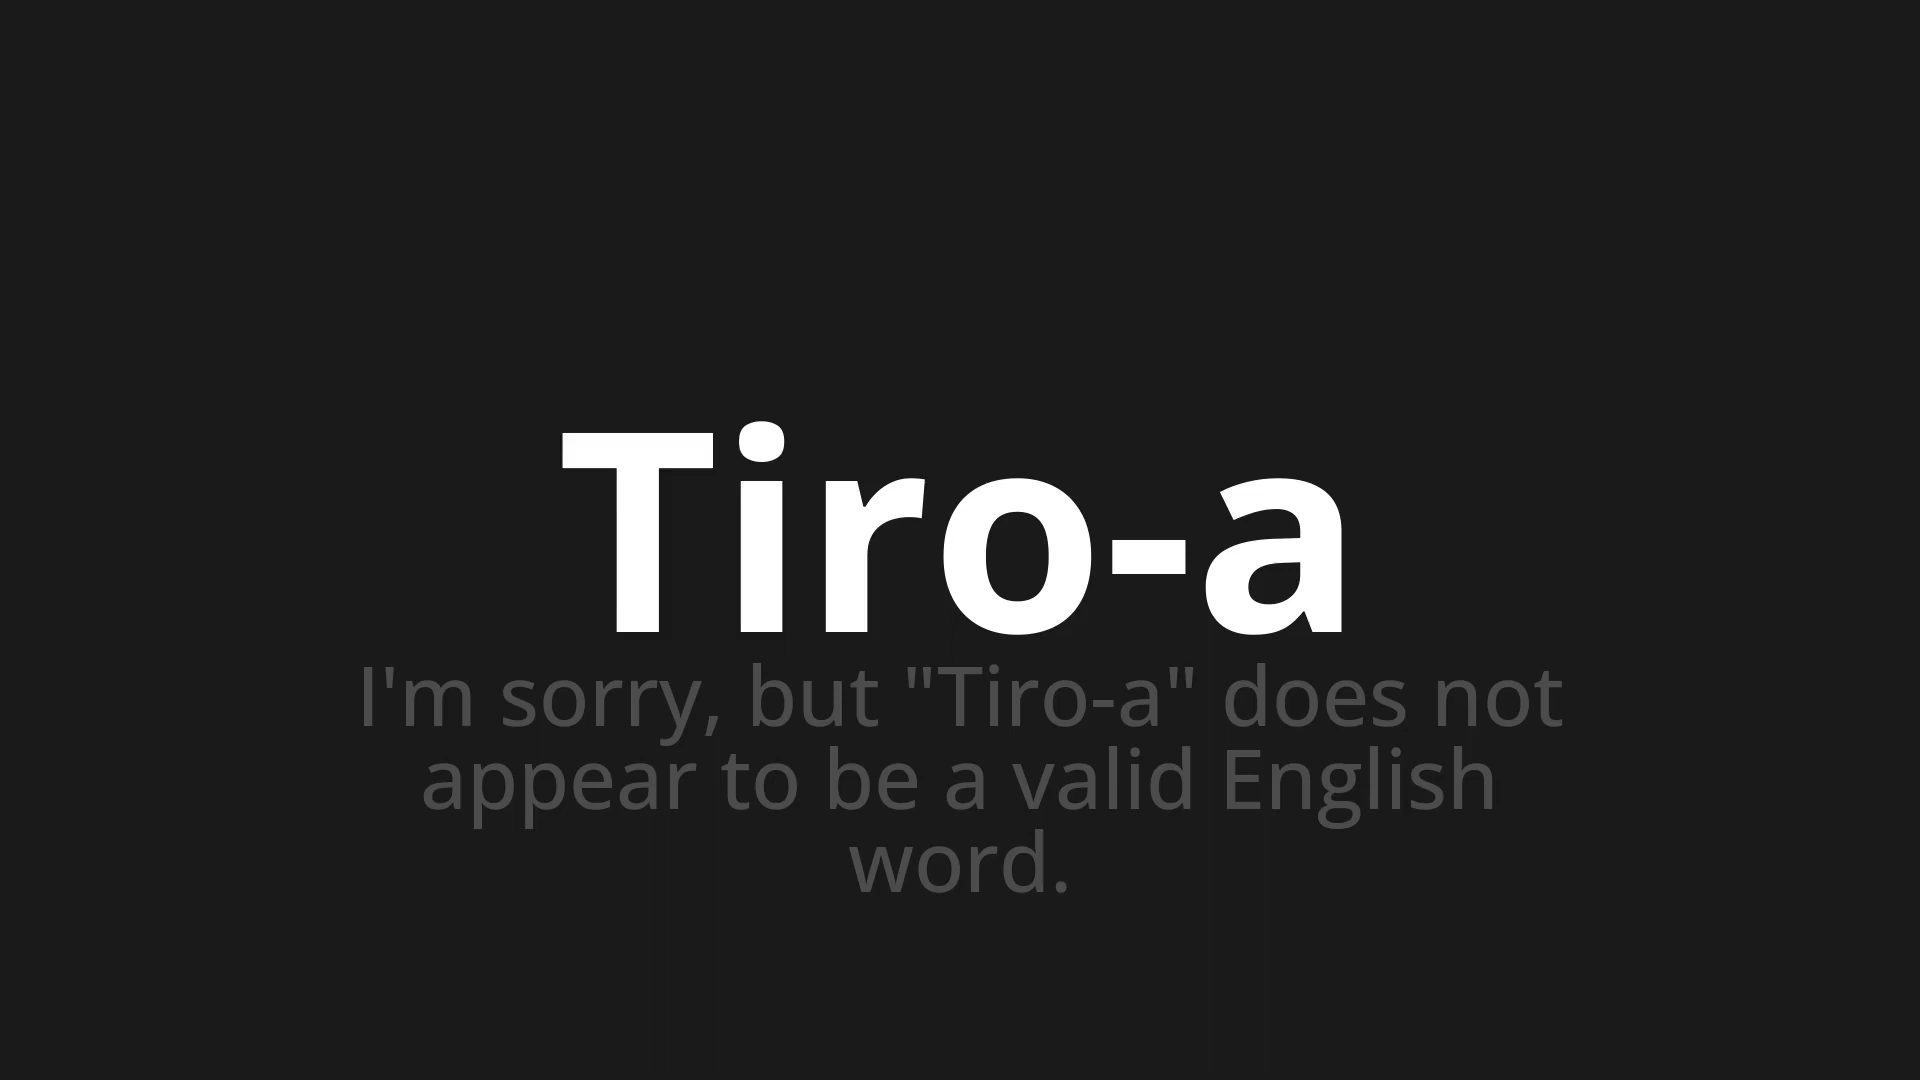 Tiro-a
I'm sorry, but "Tiro-a" does not
appear to be a valid English
word.